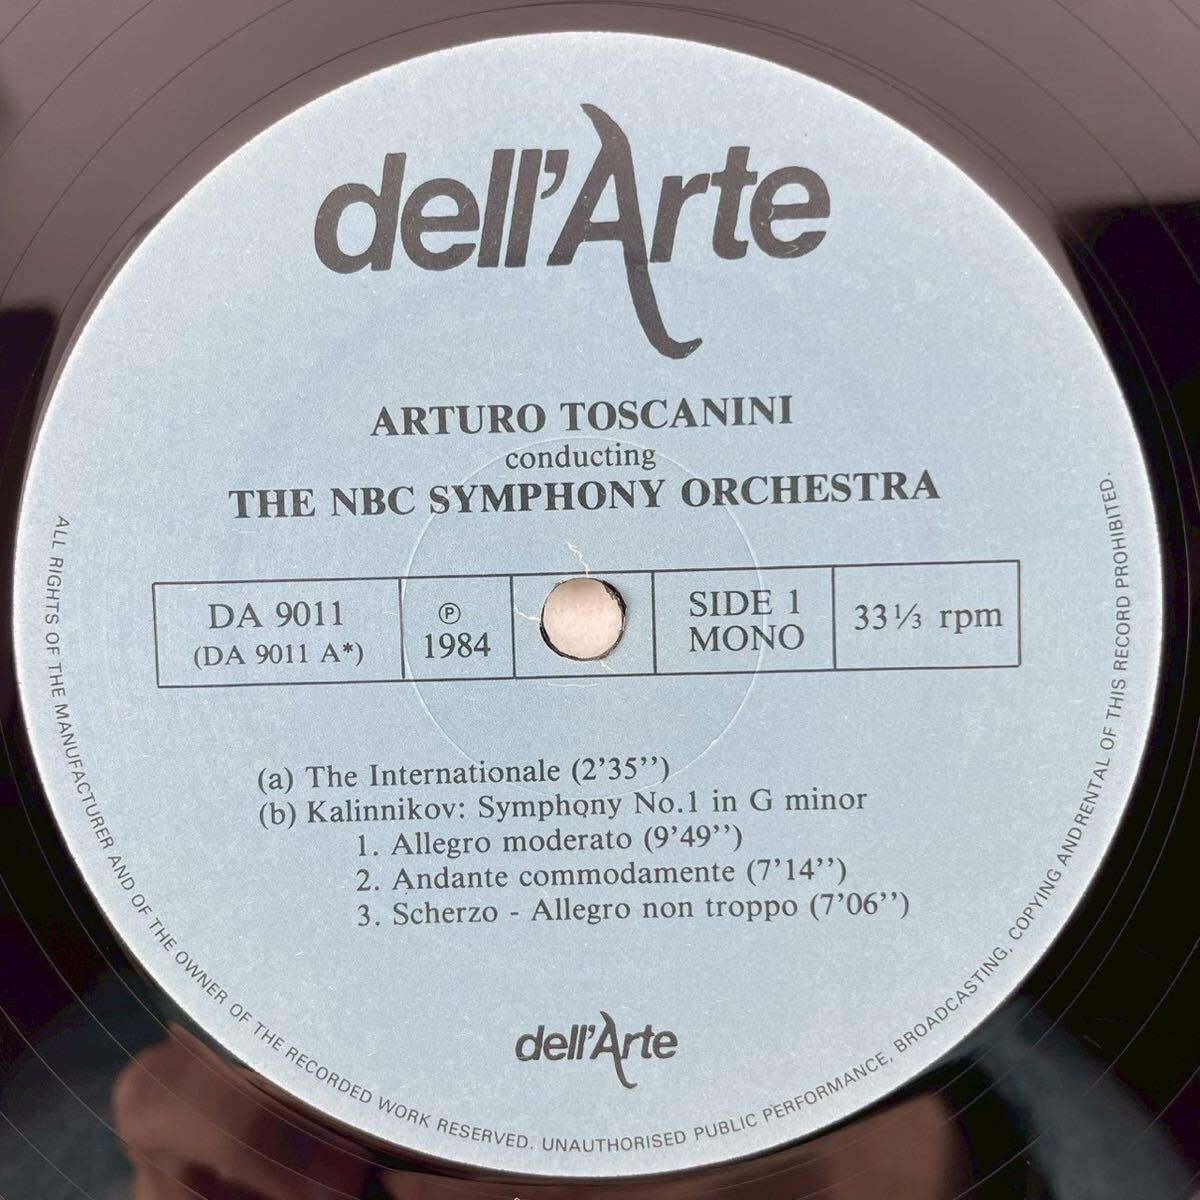 dell'Arte
ARTURO TOSCANINI
conducting
THE NBC SYMPHONY ORCHESTRA
DA 9011
(DA 9011 A*)
℗
1984
SIDE 1
MONO
33 1/3 rpm
(a) The Internationale (2'35'')
(b) Kalinnikov: Symphony No.1 in G minor
1. Allegro moderato (9'49'')
2. Andante commodamente (7'14'')
3. Scherzo - Allegro non troppo (7'06'')
dell'Arte
ALL RIGHTS OF THE MANUFACTURER AND OF THE OWNER OF THE RECORDED WORK RESERVED. UNAUTHORISED PUBLIC PERFORMANCE, BROADCASTING, COPYING AND RENTAL OF THIS RECORD PROHIBITED.